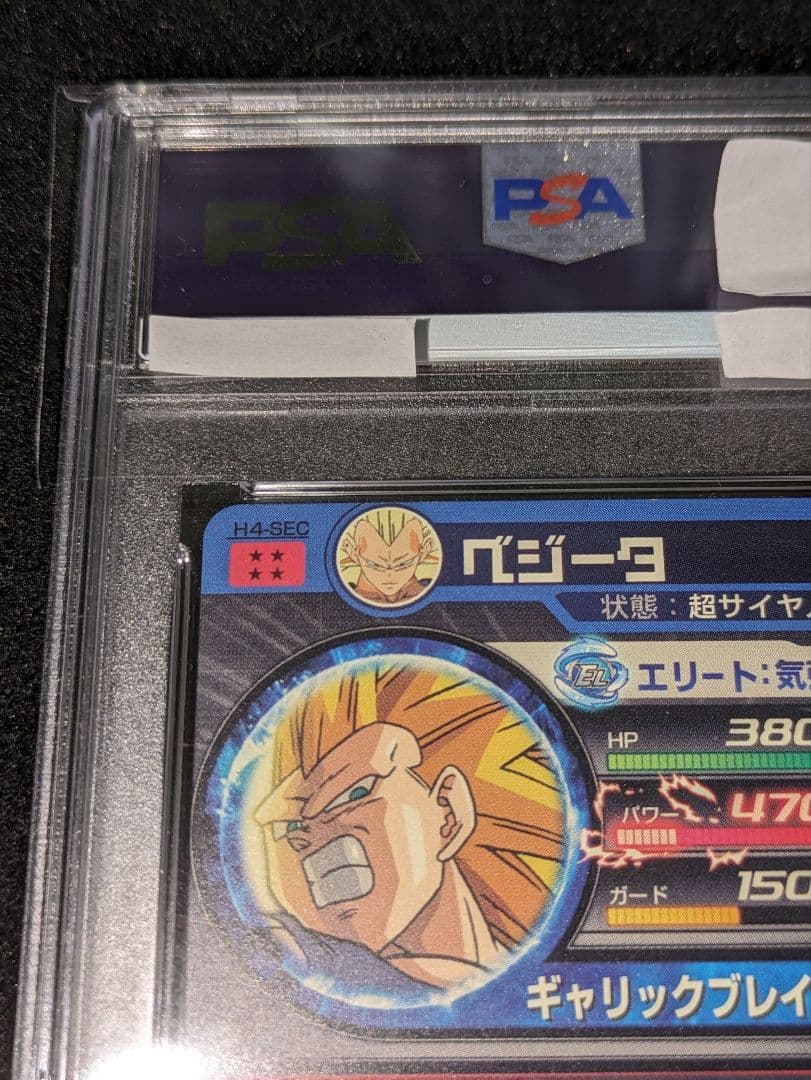 PSA
PSA
H4-SEC
ベジータ
状態：超サイヤ
EL エリート：気
HP 380
パワー 470
ガード 150
ギャリックブレイ